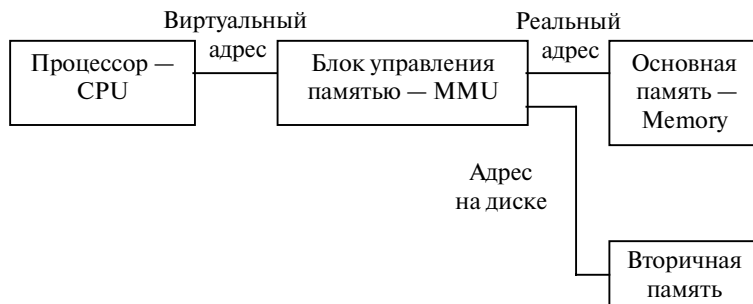 Виртуальный
адрес
Реальный
адрес
Процессор —
CPU
Блок управления
памятью — MMU
Основная
память —
Memory
Адрес
на диске
Вторичная
память